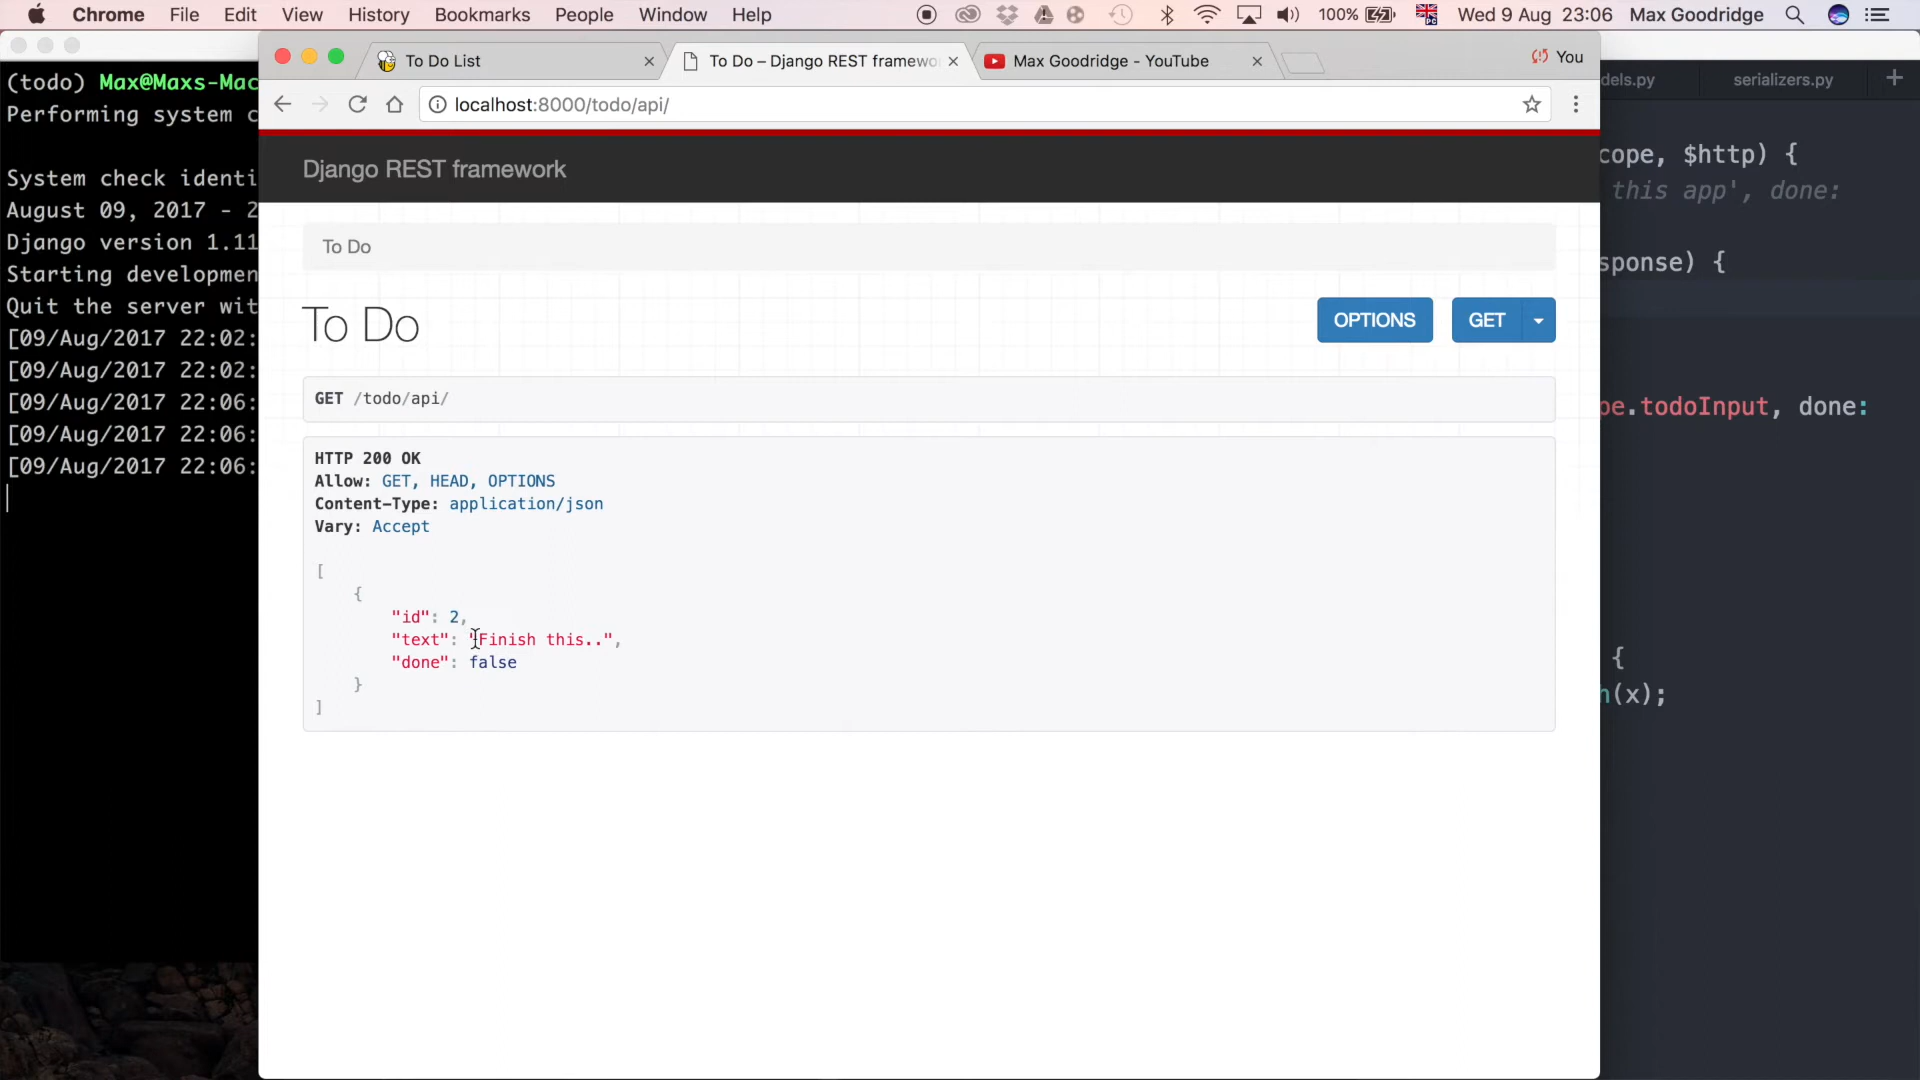 Chrome File Edit View History Bookmarks People Window Help 100% Wed 9 Aug 23:06 Max Goodridge
To Do List
To Do – Django REST framewo
Max Goodridge - YouTube
You
localhost:8000/todo/api/
Django REST framework
To Do
To Do
OPTIONS
GET
GET /todo/api/
HTTP 200 OK
Allow: GET, HEAD, OPTIONS
Content-Type: application/json
Vary: Accept
[
{
"id": 2,
"text": "Finish this..",
"done": false
}
]
(todo) Max@Maxs-Mac
Performing system c
System check identi
August 09, 2017 - 2
Django version 1.11
Starting developmen
Quit the server wit
[09/Aug/2017 22:02:
[09/Aug/2017 22:02:
[09/Aug/2017 22:06:
[09/Aug/2017 22:06:
[09/Aug/2017 22:06:
dels.py
serializers.py
cope, $http) {
this app', done:
sponse) {
pe.todoInput, done:
{
h(x);